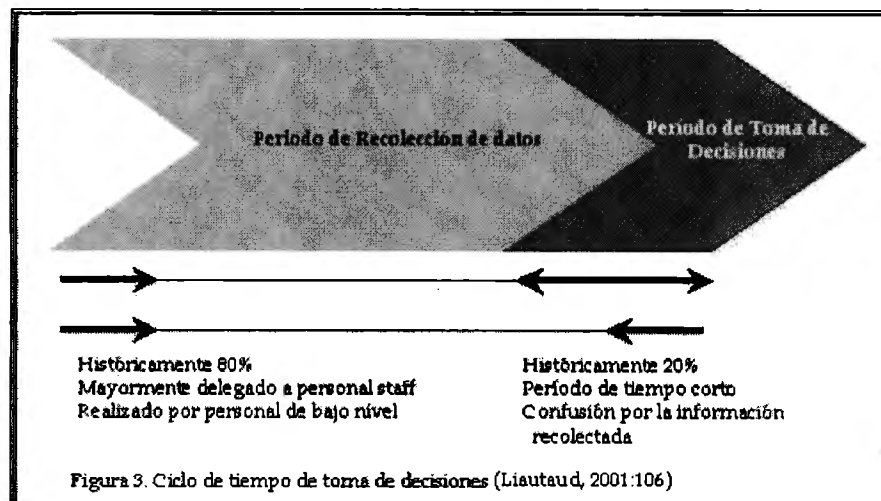 Período de Recolección de datos
Período de Toma de
Decisiones
Históricamente 80%
Mayormente delegado a personal staff
Realizado por personal de bajo nivel
Históricamente 20%
Período de tiempo corto
Confusión por la información
recolectada
Figura 3. Ciclo de tiempo de toma de decisiones (Liautaud, 2001:106)